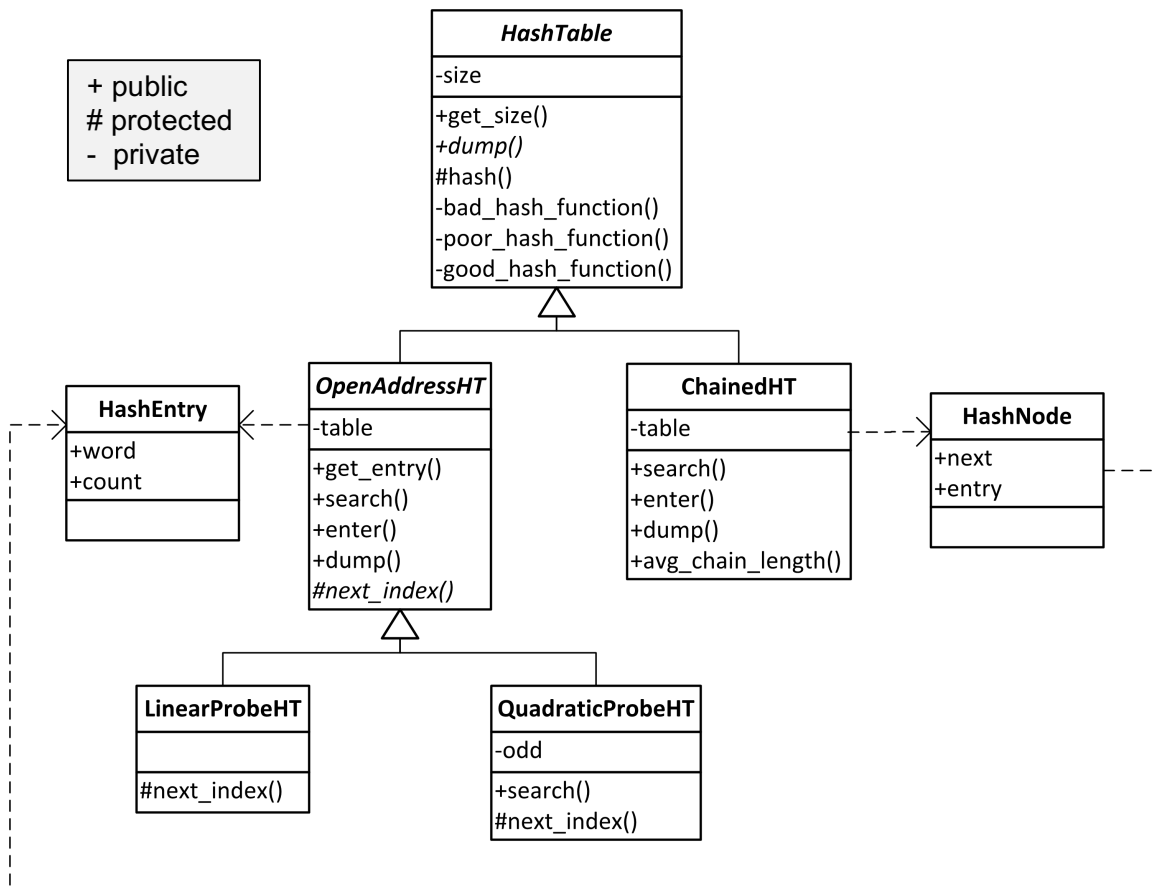 HashTable
-size
+get_size()
+dump()
#hash()
-bad_hash_function()
-poor_hash_function()
-good_hash_function()
+ public
# protected
- private
HashEntry
+word
+count
OpenAddressHT
-table
+get_entry()
+search()
+enter()
+dump()
#next_index()
ChainedHT
-table
+search()
+enter()
+dump()
+avg_chain_length()
HashNode
+next
+entry
LinearProbeHT
#next_index()
QuadraticProbeHT
-odd
+search()
#next_index()